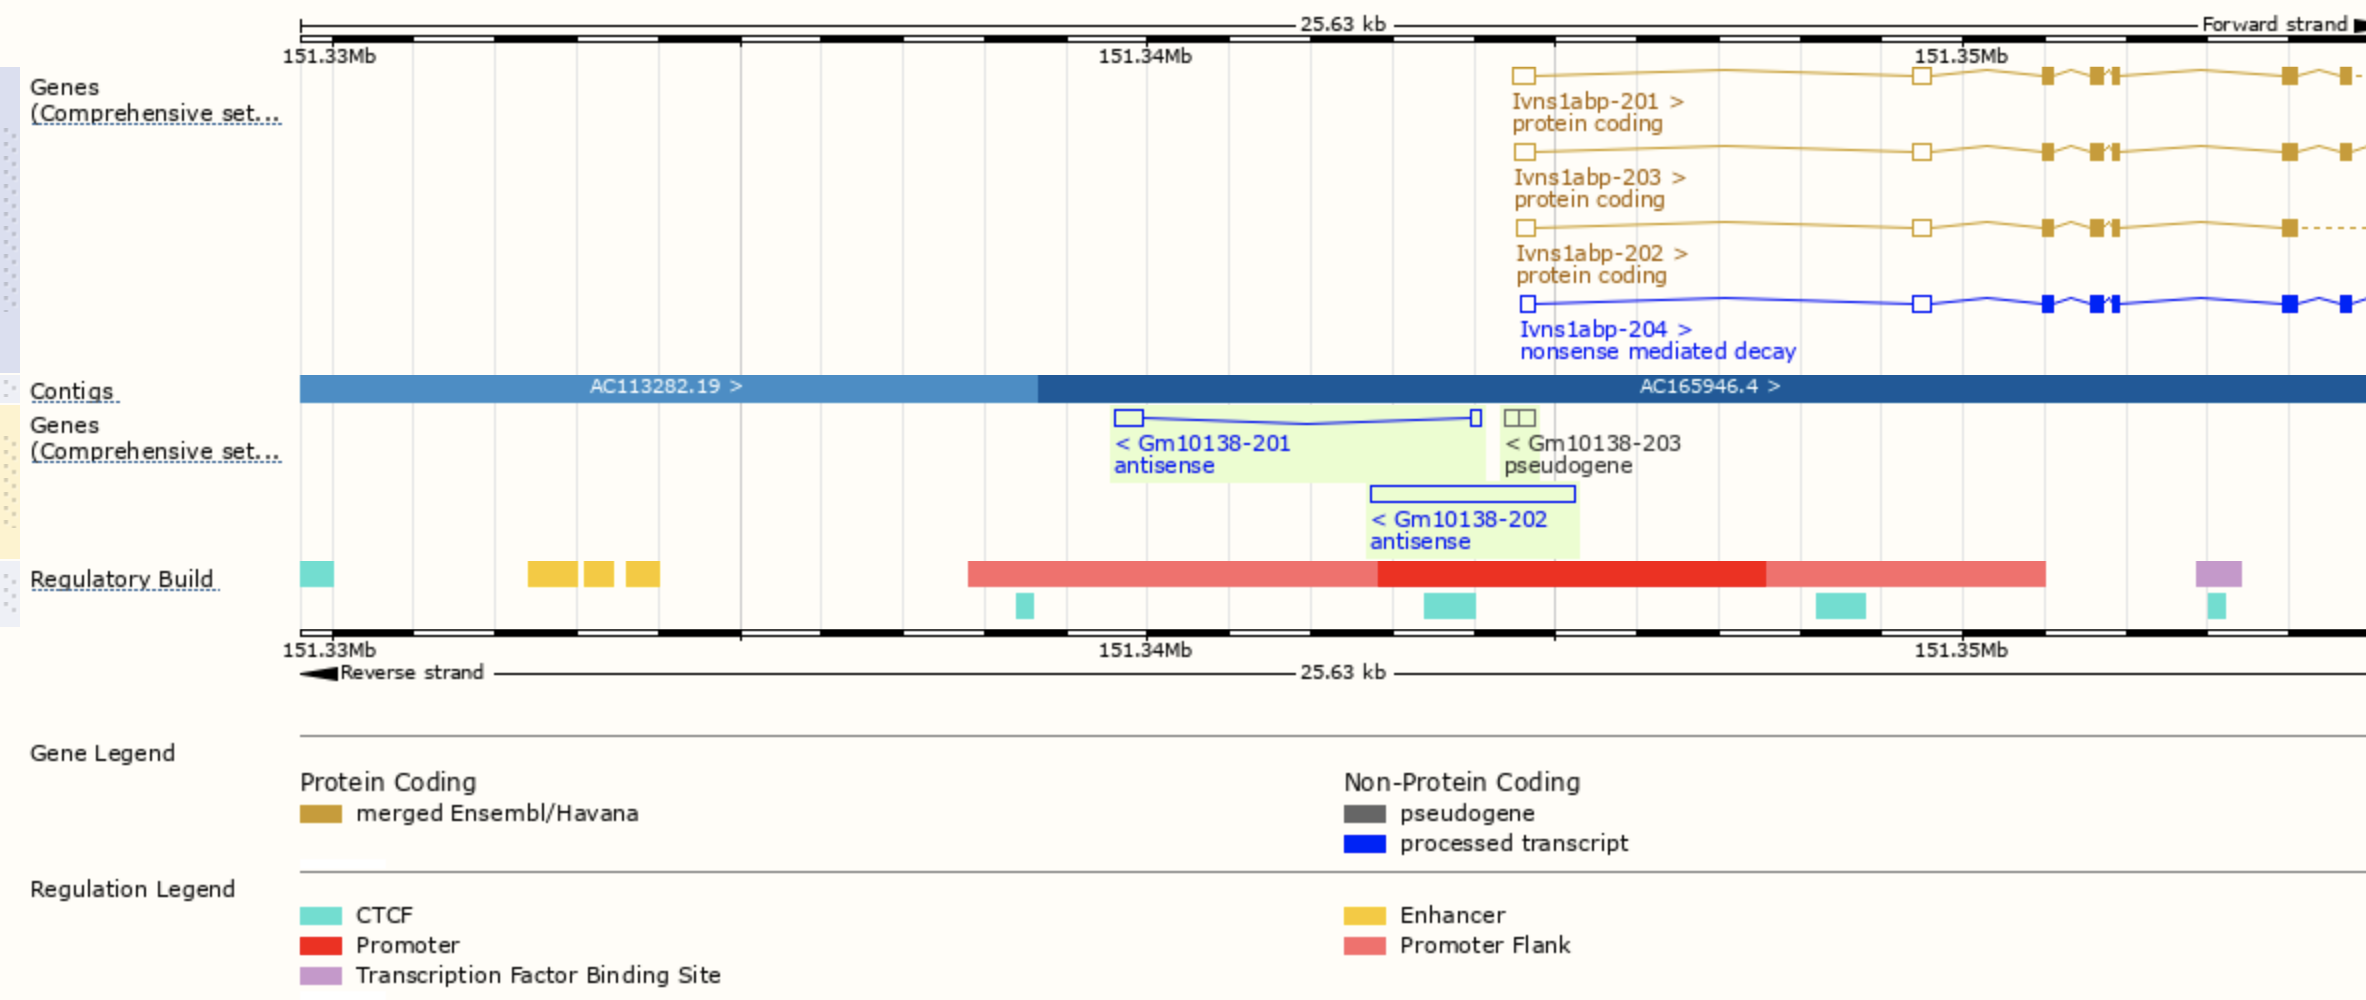 25.63 kb Forward strand
151.33Mb 151.34Mb 151.35Mb
Genes
(Comprehensive set...
Ivns1abp-201 >
protein coding
Ivns1abp-203 >
protein coding
Ivns1abp-202 >
protein coding
Ivns1abp-204 >
nonsense mediated decay
Contigs AC113282.19 > AC165946.4 >
Genes
(Comprehensive set...
< Gm10138-201
antisense
< Gm10138-203
pseudogene
< Gm10138-202
antisense
Regulatory Build
151.33Mb 151.34Mb 151.35Mb
Reverse strand 25.63 kb
Gene Legend
Protein Coding
merged Ensembl/Havana
Non-Protein Coding
pseudogene
processed transcript
Regulation Legend
CTCF
Promoter
Transcription Factor Binding Site
Enhancer
Promoter Flank